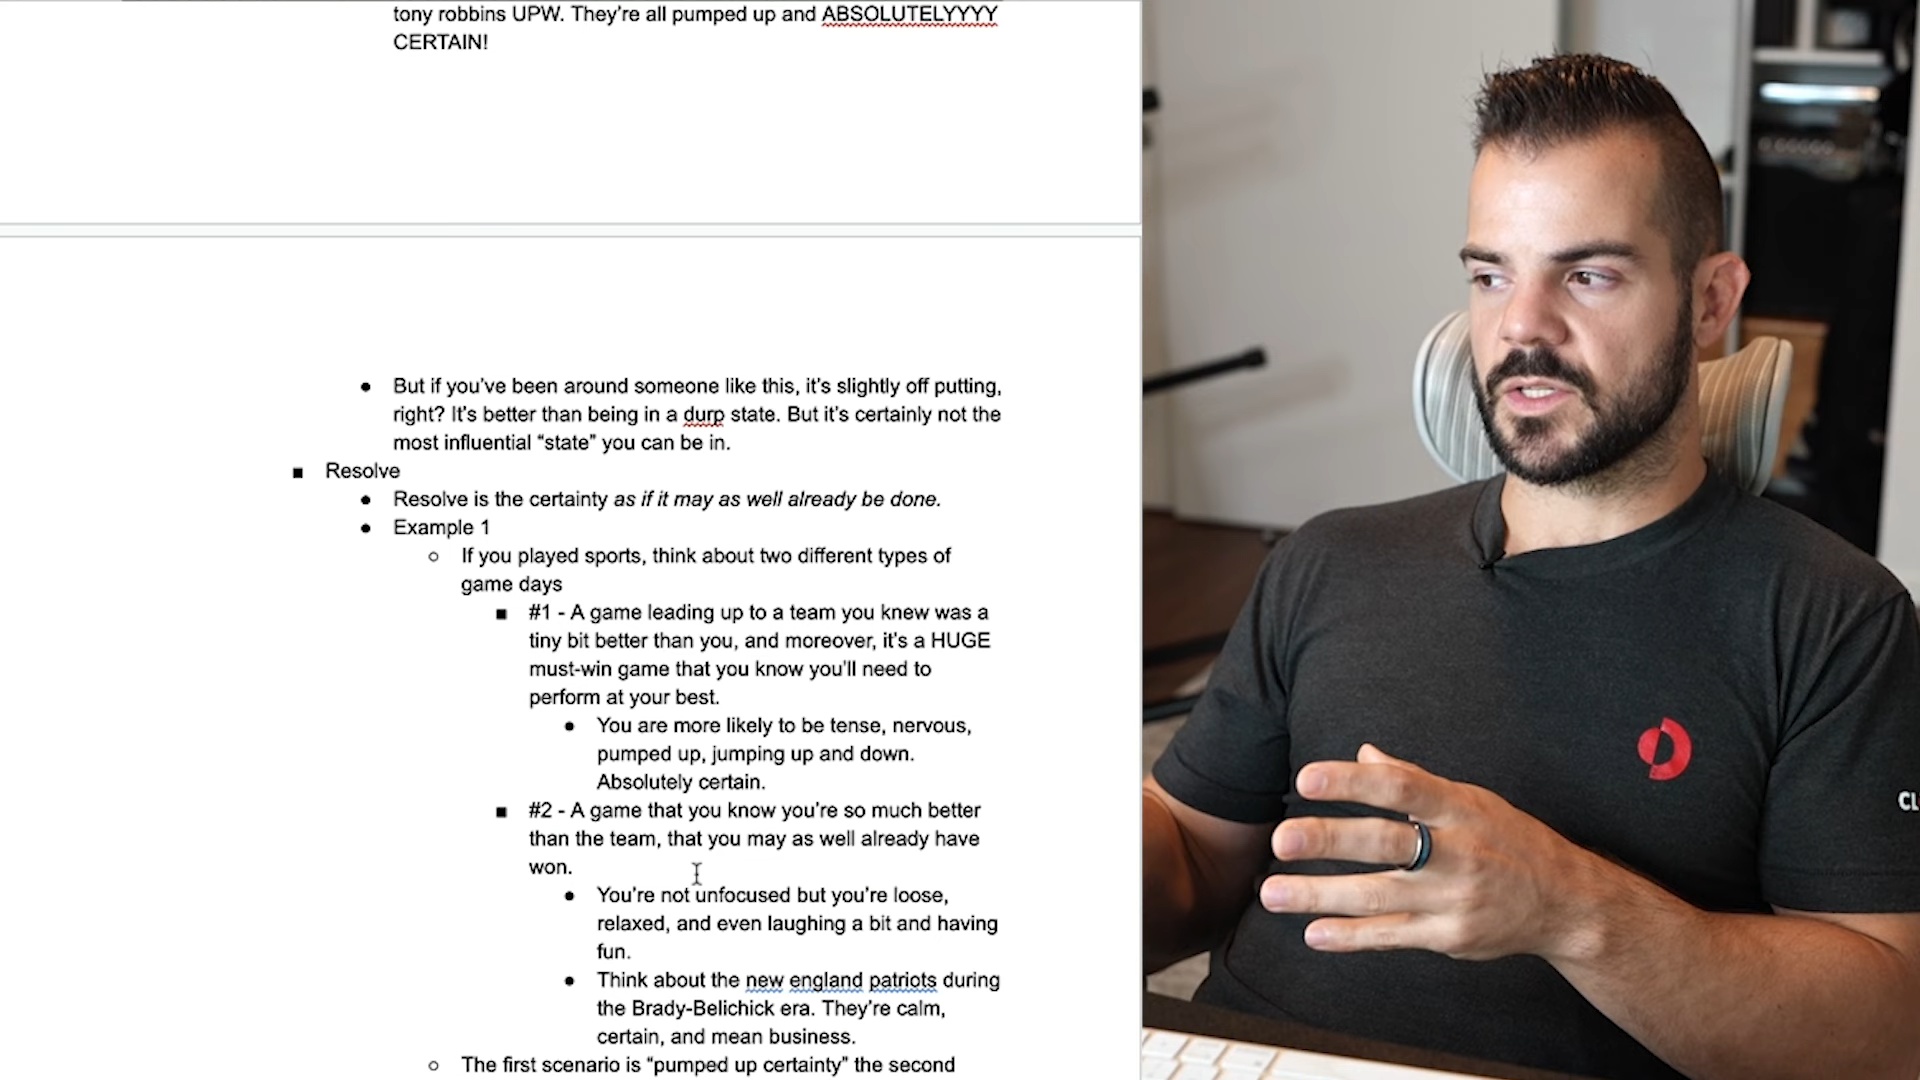 tony robbins UPW. They’re all pumped up and ABSOLUTELYYYY
CERTAIN!
But if you’ve been around someone like this, it’s slightly off putting,
right? It’s better than being in a durp state. But it’s certainly not the
most influential “state” you can be in.
Resolve
Resolve is the certainty as if it may as well already be done.
Example 1
If you played sports, think about two different types of
game days
#1 - A game leading up to a team you knew was a
tiny bit better than you, and moreover, it’s a HUGE
must-win game that you know you’ll need to
perform at your best.
You are more likely to be tense, nervous,
pumped up, jumping up and down.
Absolutely certain.
#2 - A game that you know you’re so much better
than the team, that you may as well already have
won.
You’re not unfocused but you’re loose,
relaxed, and even laughing a bit and having
fun.
Think about the new england patriots during
the Brady-Belichick era. They’re calm,
certain, and mean business.
The first scenario is “pumped up certainty” the second
CL